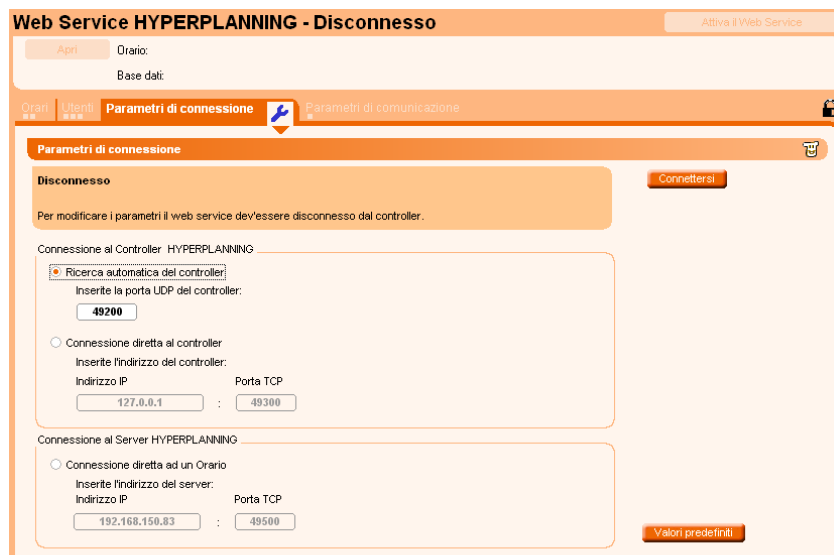 Web Service HYPERPLANNING - Disconnesso
Attiva il Web Service
Apri
Orario:
Base dati:
Orari
Utenti
Parametri di connessione
Parametri di comunicazione
Parametri di connessione
Disconnesso
Connettersi
Per modificare i parametri il web service dev'essere disconnesso dal controller.
Connessione al Controller HYPERPLANNING
Ricerca automatica del controller
Inserite la porta UDP del controller:
49200
Connessione diretta al controller
Inserite l'indirizzo del controller:
Indirizzo IP Porta TCP
127.0.0.1 : 49300
Connessione al Server HYPERPLANNING
Connessione diretta ad un Orario
Inserite l'indirizzo del server:
Indirizzo IP Porta TCP
192.168.150.83 : 49500
Valori predefiniti